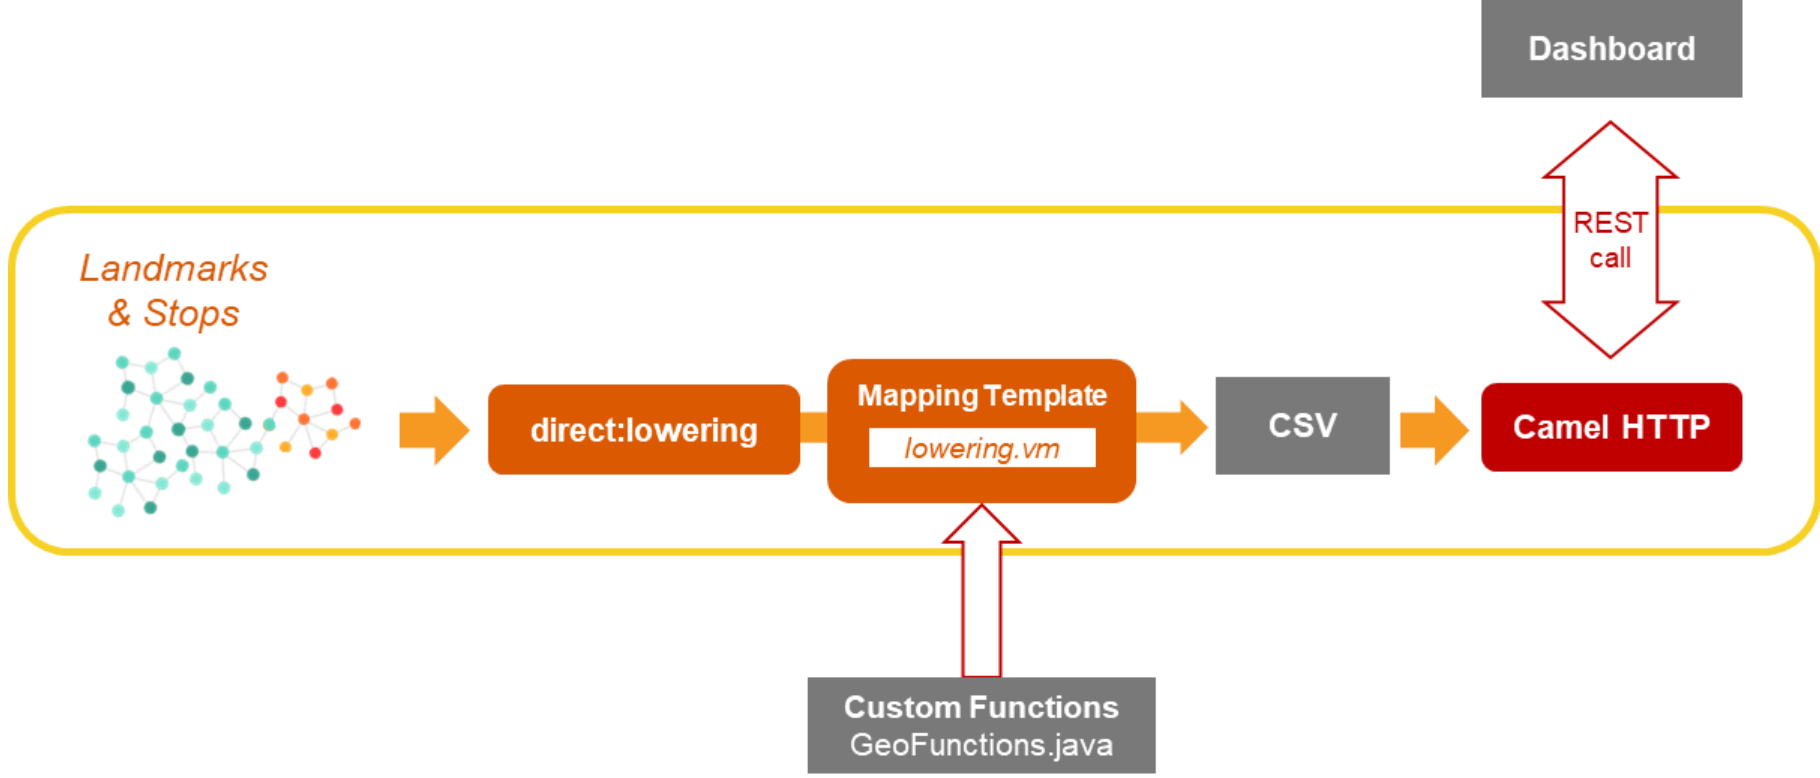 Dashboard
REST
call
Landmarks
& Stops
direct:lowering
Mapping Template
lowering.vm
CSV
Camel HTTP
Custom Functions
GeoFunctions.java